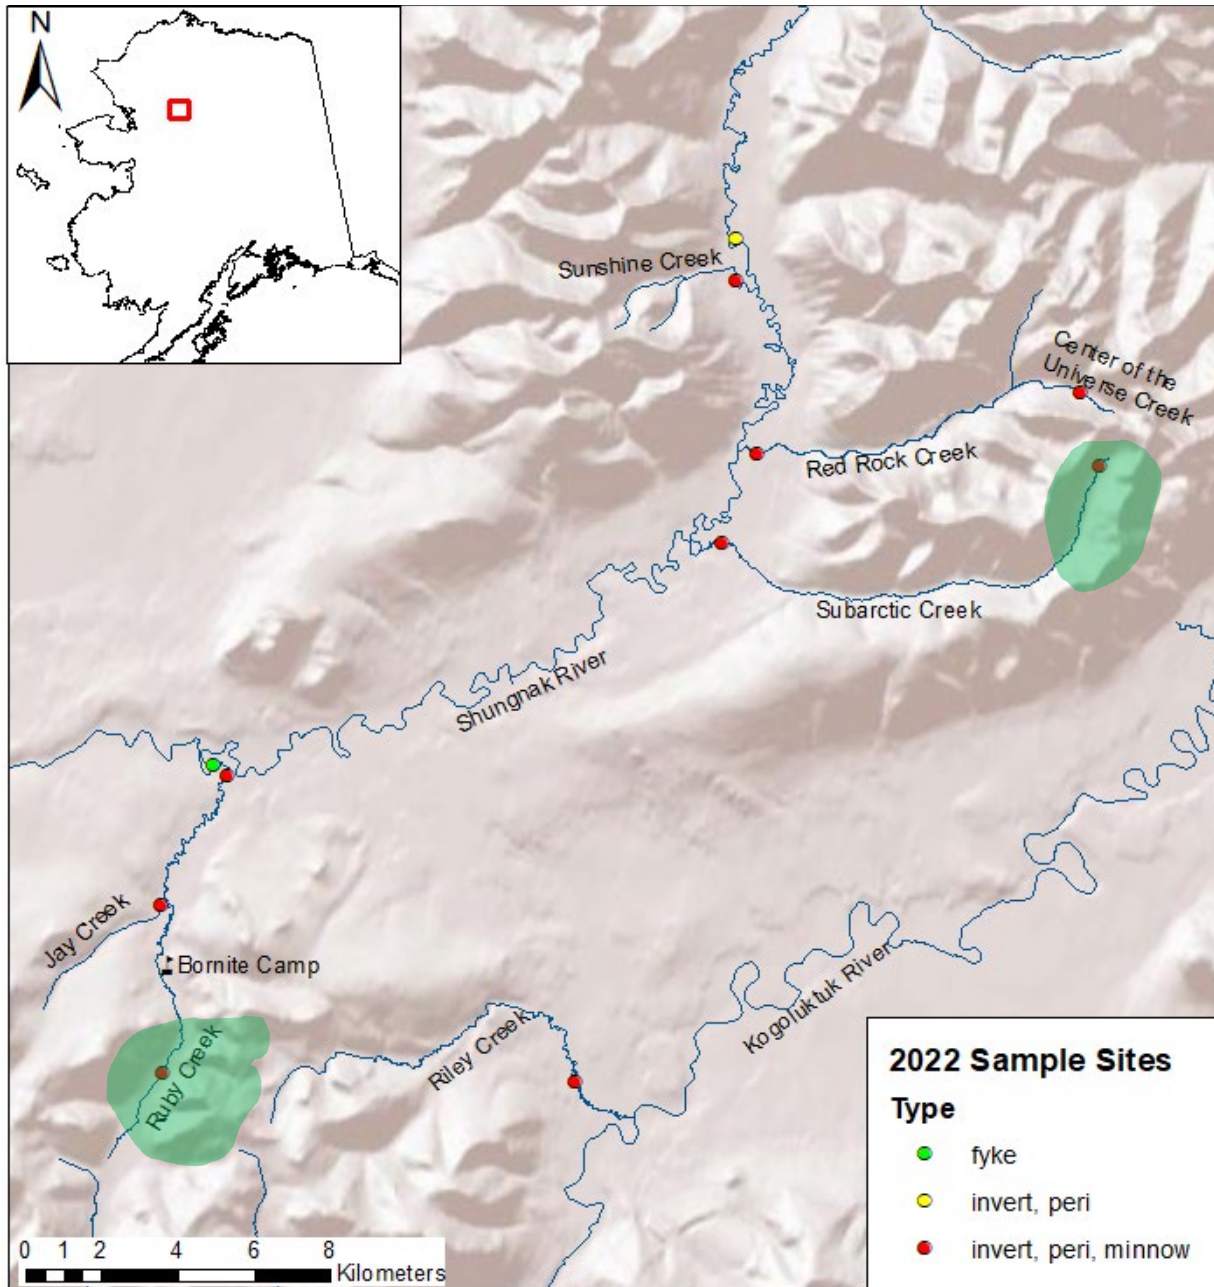 N
Sunshine Creek
Center of the
Universe Creek
Red Rock Creek
Subarctic Creek
Shungnak River
Jay Creek
Bornite Camp
Kogoluktuk River
Riley Creek
Ruby Creek
2022 Sample Sites
Type
fyke
invert, peri
invert, peri, minnow
0 1 2 4 6 8
Kilometers